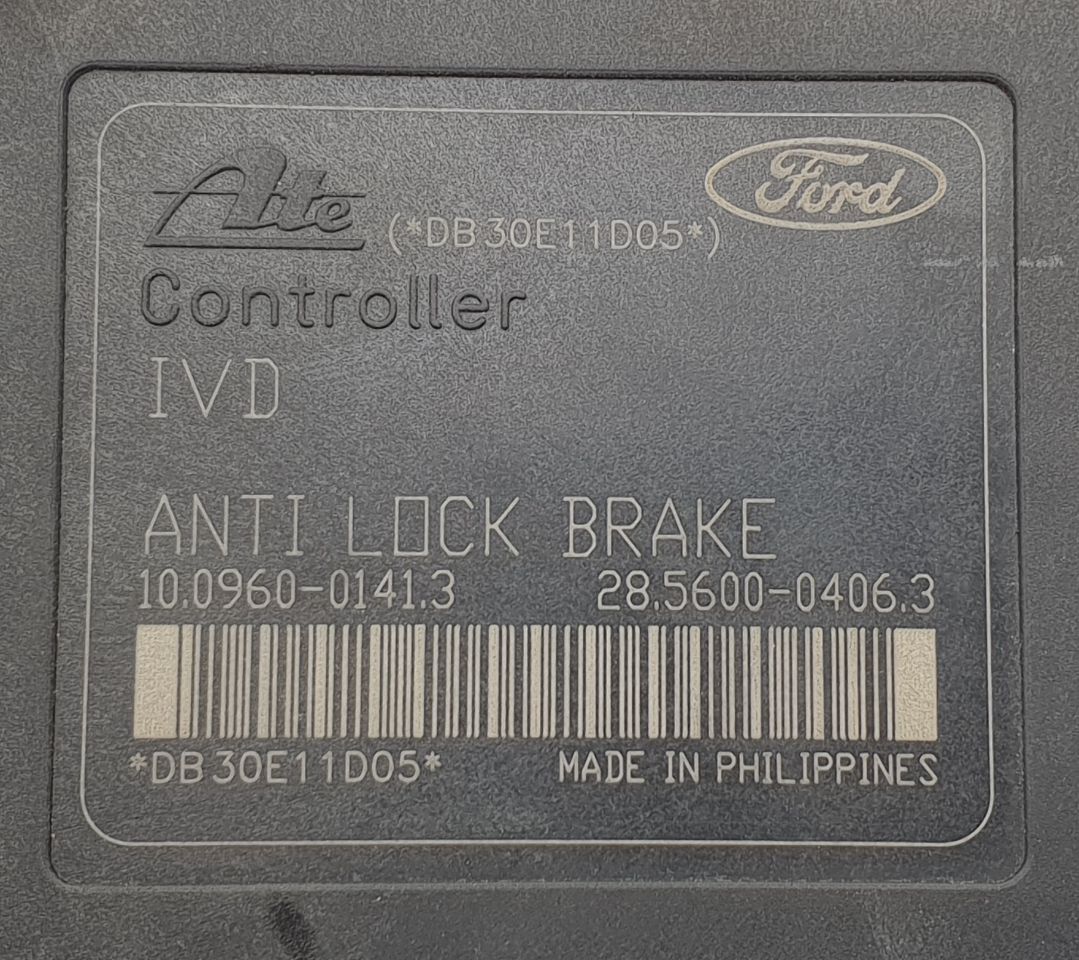 Ate (*DB30E11D05*) Ford
Controller
IVD
ANTI LOCK BRAKE
10.0960-0141.3 28.5600-0406.3
*DB30E11D05* MADE IN PHILIPPINES